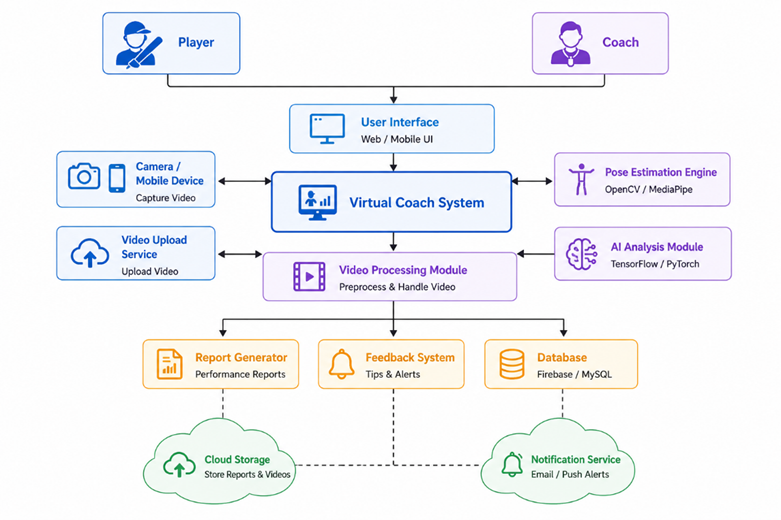 Player
Coach
User Interface
Web / Mobile UI
Camera /
Mobile Device
Capture Video
Pose Estimation Engine
OpenCV / MediaPipe
Virtual Coach System
Video Upload
Service
Upload Video
AI Analysis Module
TensorFlow / PyTorch
Video Processing Module
Preprocess & Handle Video
Report Generator
Performance Reports
Feedback System
Tips & Alerts
Database
Firebase / MySQL
Cloud Storage
Store Reports & Videos
Notification Service
Email / Push Alerts